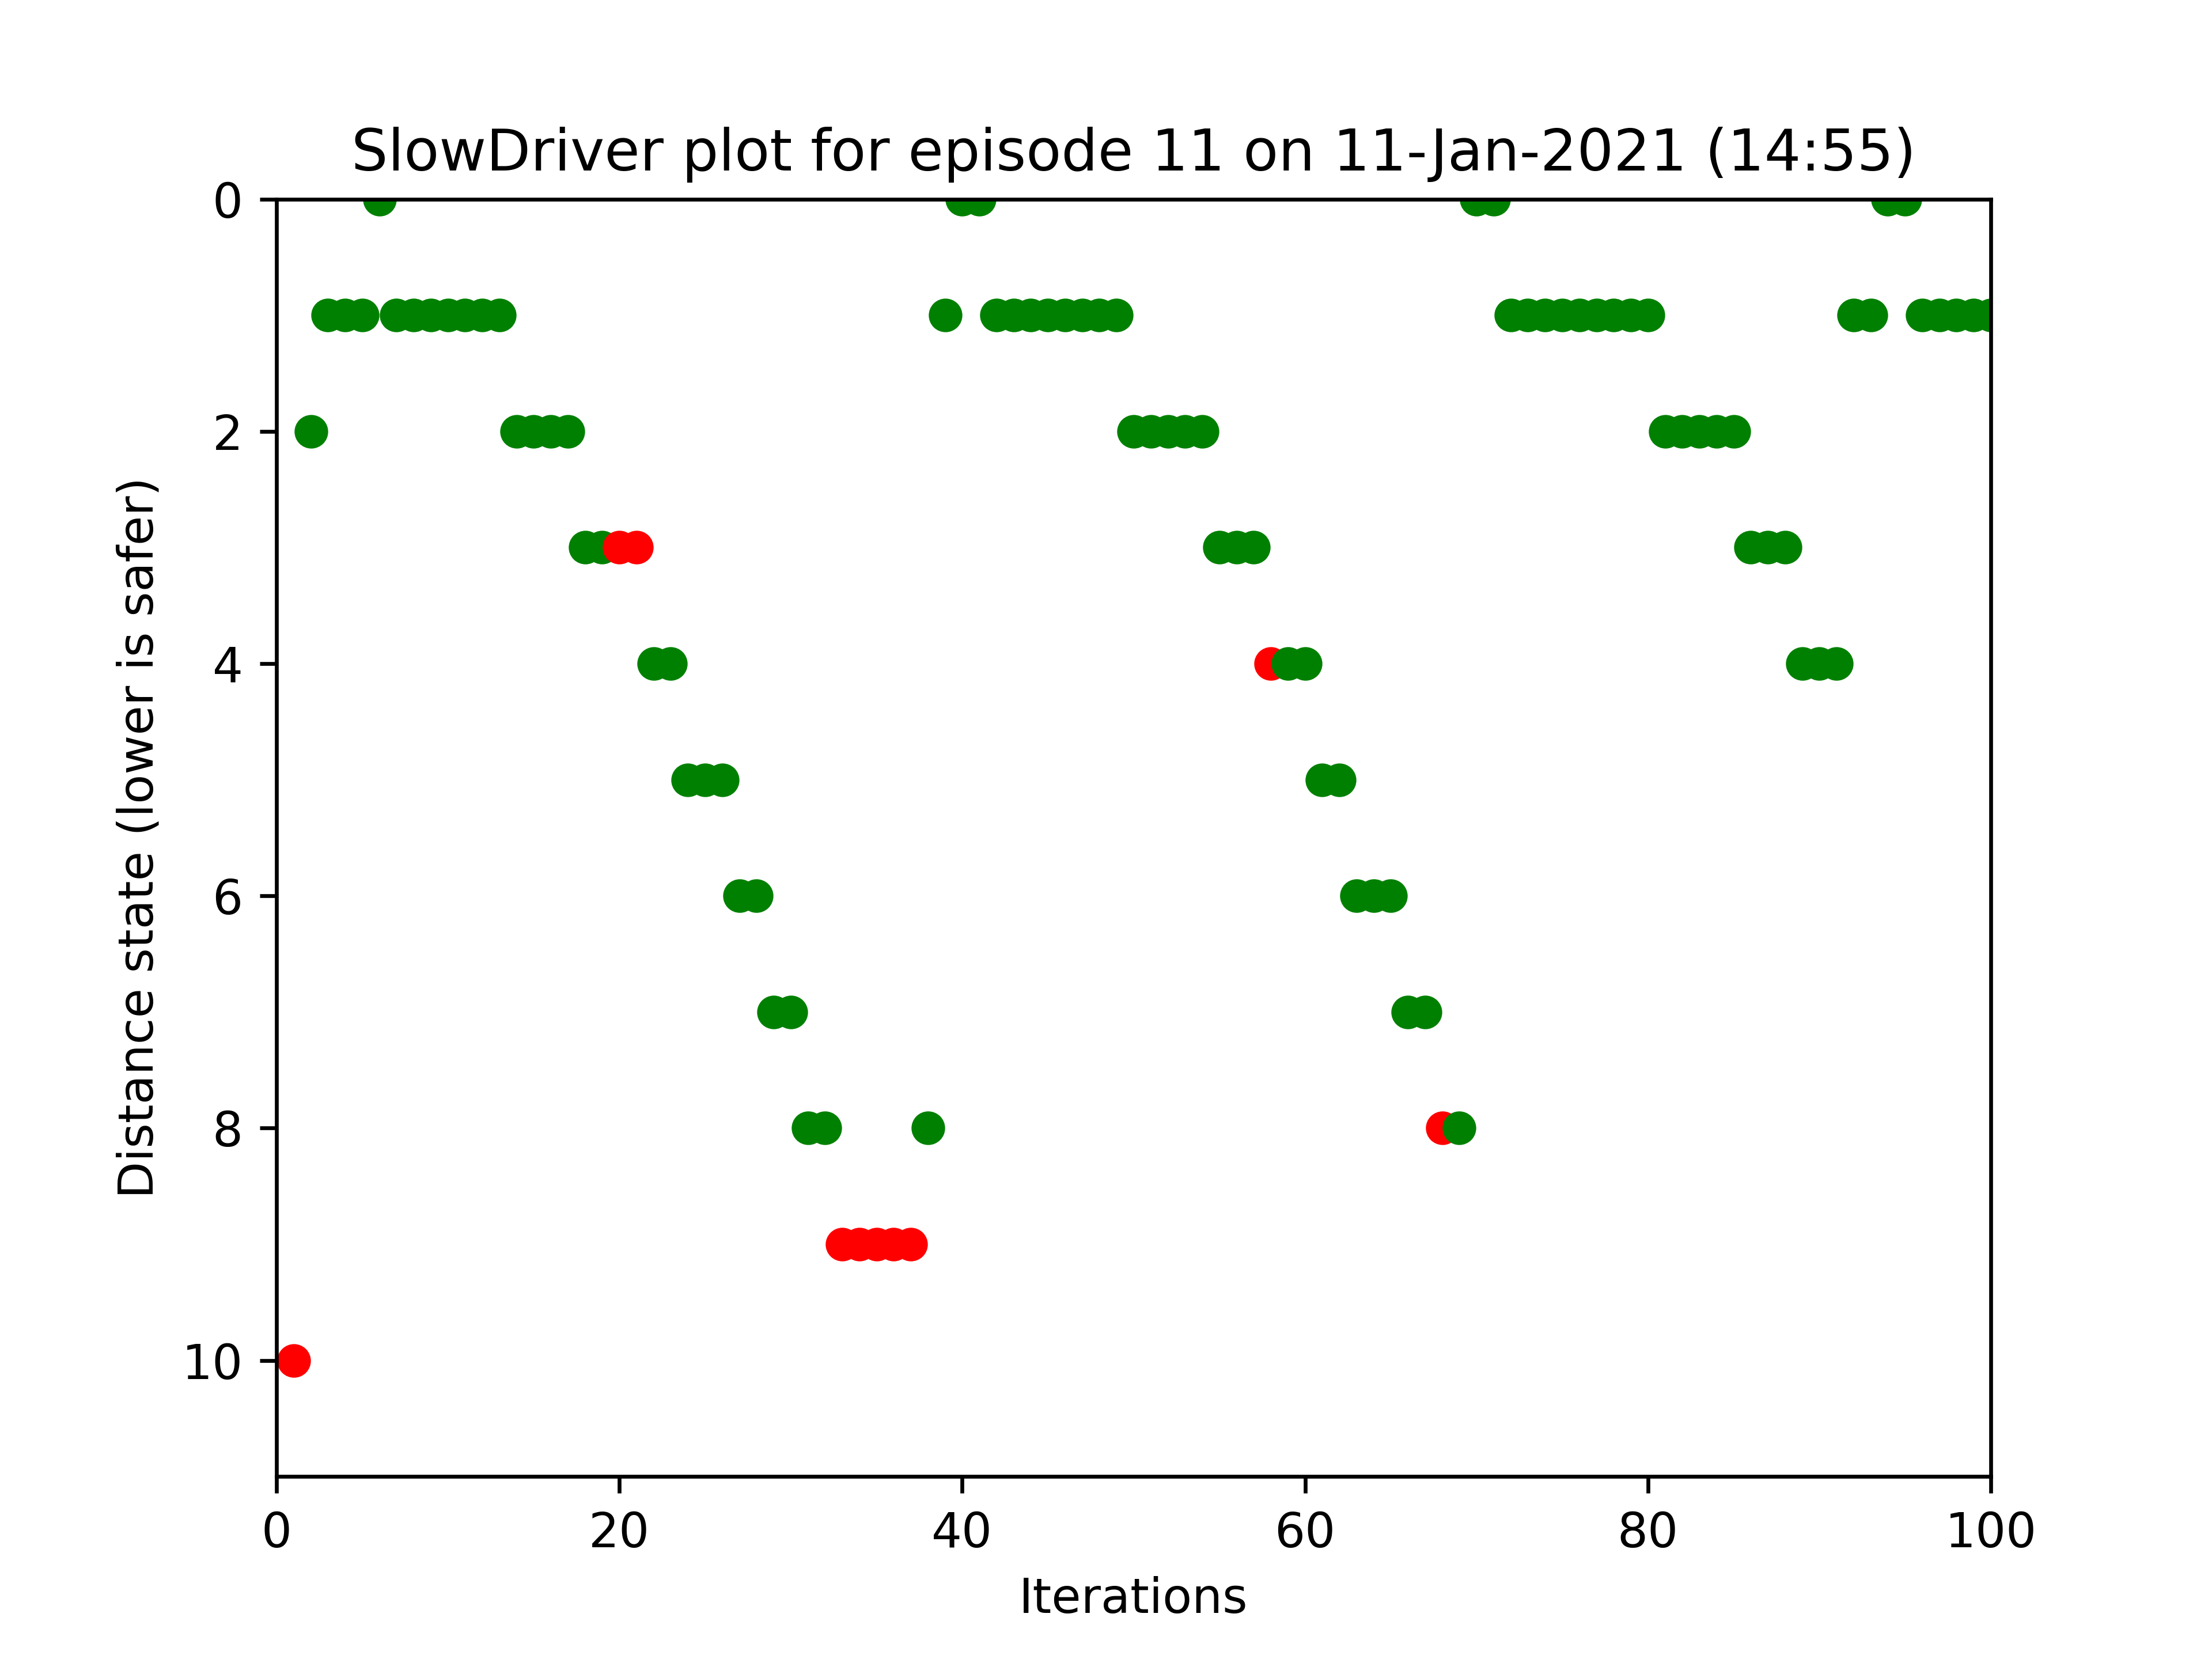 SlowDriver plot for episode 11 on 11-Jan-2021 (14:55)
Distance state (lower is safer)
0
2
4
6
8
10
0 20 40 60 80 100
Iterations